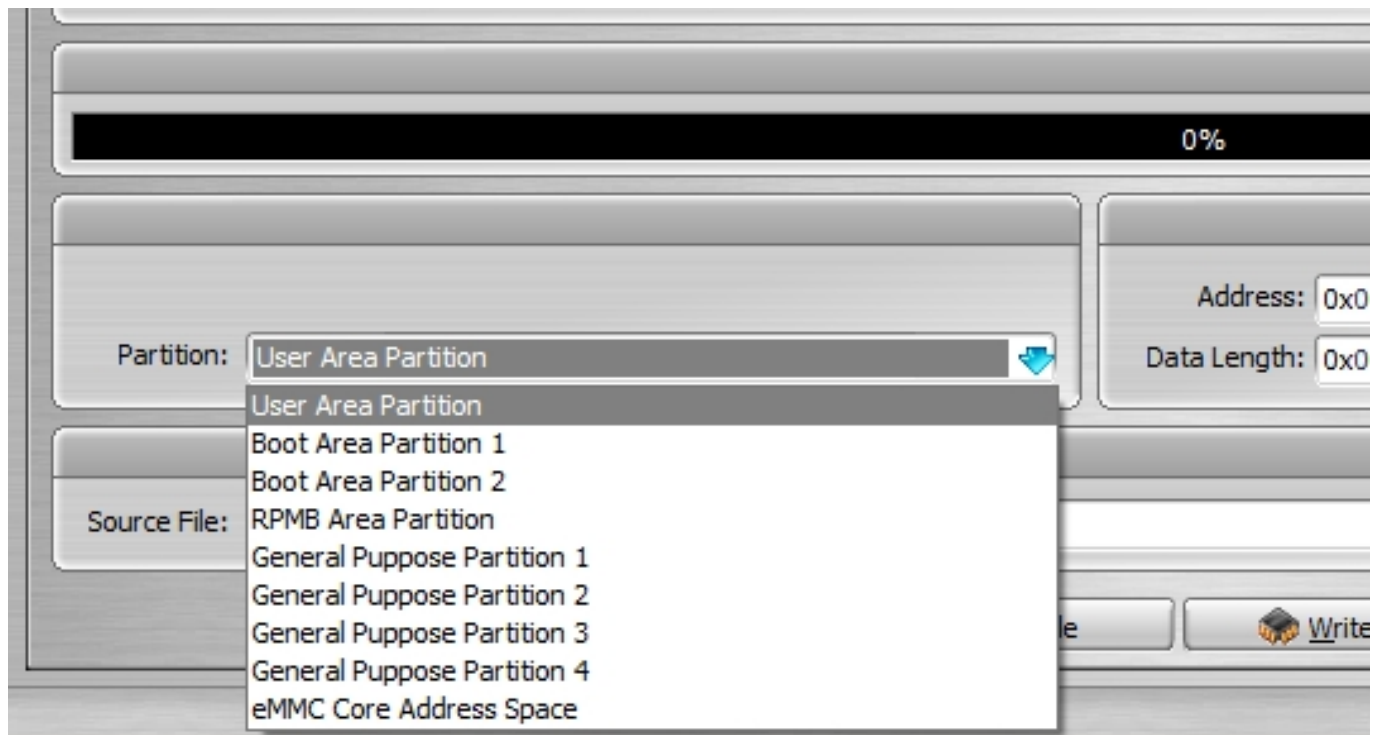 0%
Address: 0x0
Partition: User Area Partition
Data Length: 0x0
User Area Partition
Boot Area Partition 1
Boot Area Partition 2
Source File:
RPMB Area Partition
General Puppose Partition 1
General Puppose Partition 2
General Puppose Partition 3
General Puppose Partition 4
eMMC Core Address Space
le
Write